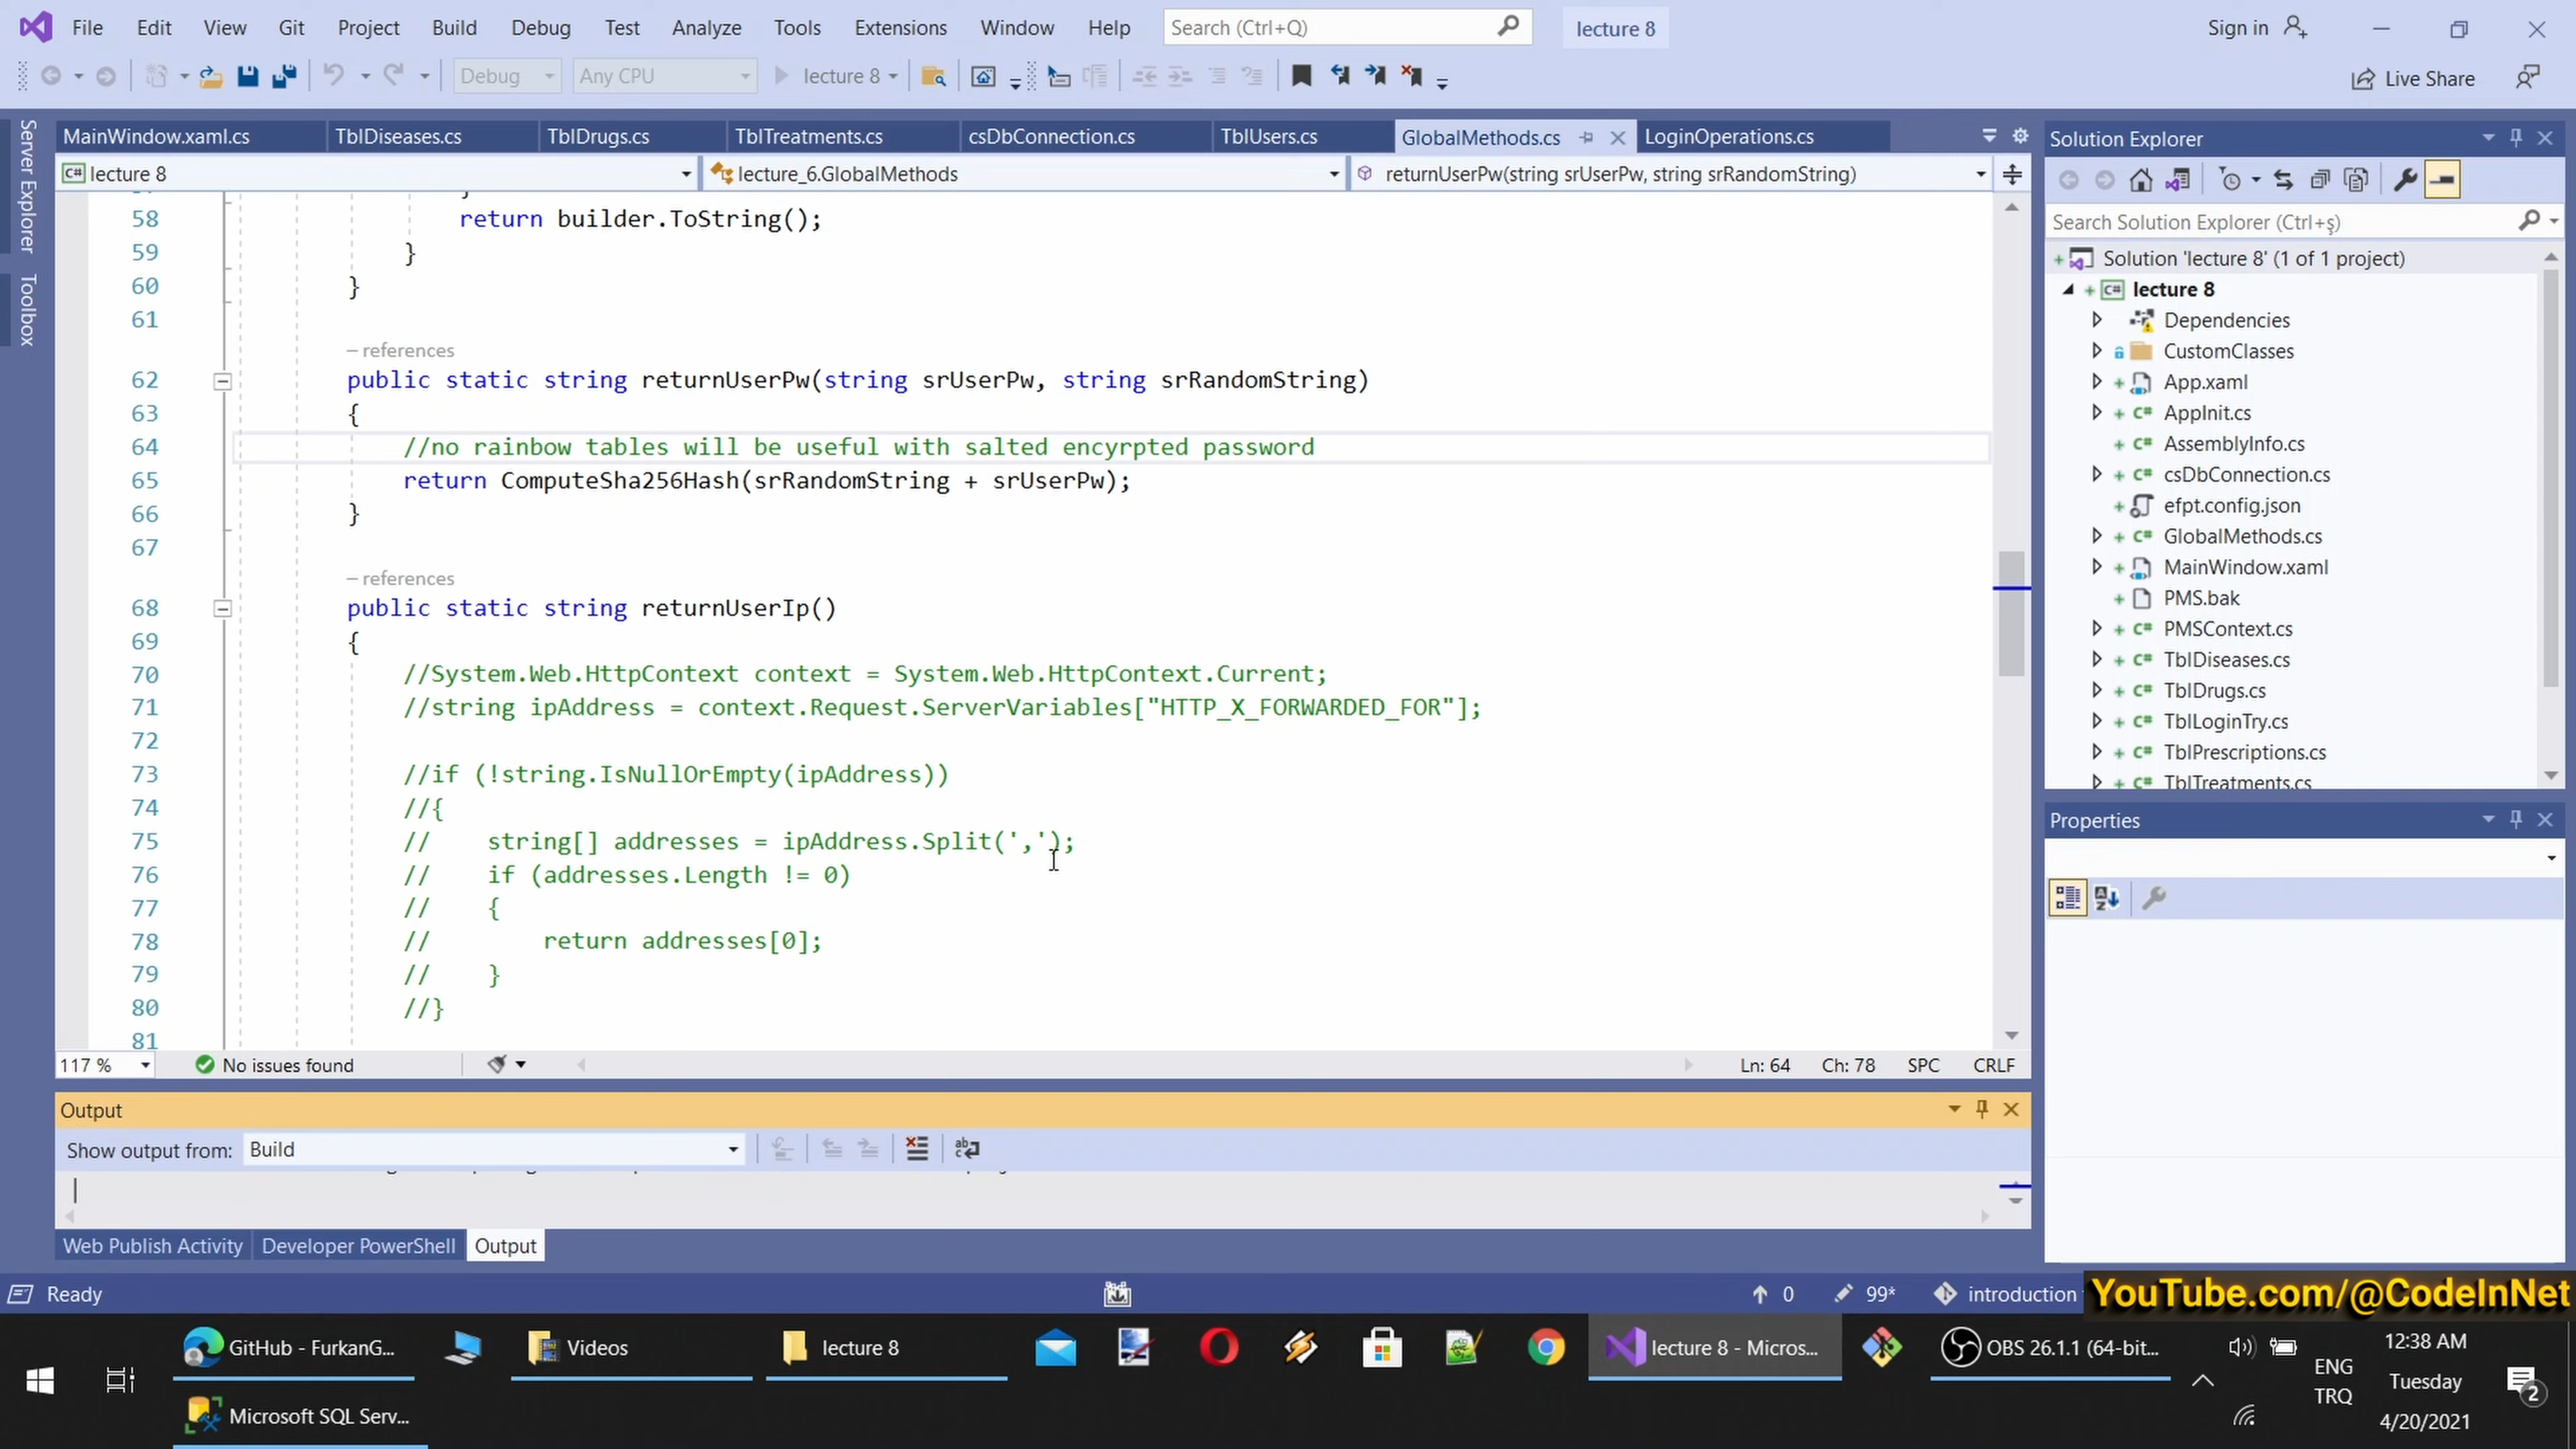 File Edit View Git Project Build Debug Test Analyze Tools Extensions Window Help Search (Ctrl+Q) lecture 8 Sign in
Debug Any CPU lecture 8 Live Share
Server Explorer
Toolbox
MainWindow.xaml.cs TblDiseases.cs TblDrugs.cs TblTreatments.cs csDbConnection.cs TblUsers.cs GlobalMethods.cs LoginOperations.cs
lecture 8 lecture_6.GlobalMethods returnUserPw(string srUserPw, string srRandomString)
58 return builder.ToString();
59 }
60 }
61
– references
62 public static string returnUserPw(string srUserPw, string srRandomString)
63 {
64 //no rainbow tables will be useful with salted encyrpted password
65 return ComputeSha256Hash(srRandomString + srUserPw);
66 }
67
– references
68 public static string returnUserIp()
69 {
70 //System.Web.HttpContext context = System.Web.HttpContext.Current;
71 //string ipAddress = context.Request.ServerVariables["HTTP_X_FORWARDED_FOR"];
72
73 //if (!string.IsNullOrEmpty(ipAddress))
74 //{
75 // string[] addresses = ipAddress.Split(',');
76 // if (addresses.Length != 0)
77 // {
78 // return addresses[0];
79 // }
80 //}
81
117 % No issues found Ln: 64 Ch: 78 SPC CRLF
Output
Show output from: Build
Web Publish Activity Developer PowerShell Output
Solution Explorer
Search Solution Explorer (Ctrl+ş)
Solution 'lecture 8' (1 of 1 project)
lecture 8
Dependencies
CustomClasses
App.xaml
AppInit.cs
AssemblyInfo.cs
csDbConnection.cs
efpt.config.json
GlobalMethods.cs
MainWindow.xaml
PMS.bak
PMSContext.cs
TblDiseases.cs
TblDrugs.cs
TblLoginTry.cs
TblPrescriptions.cs
TblTreatments.cs
Properties
Ready 0 99* introduction
YouTube.com/@CodeInNet
GitHub - FurkanG... Videos lecture 8 lecture 8 - Micros... OBS 26.1.1 (64-bit...
Microsoft SQL Serv...
ENG
TRQ
12:38 AM
Tuesday
4/20/2021
2